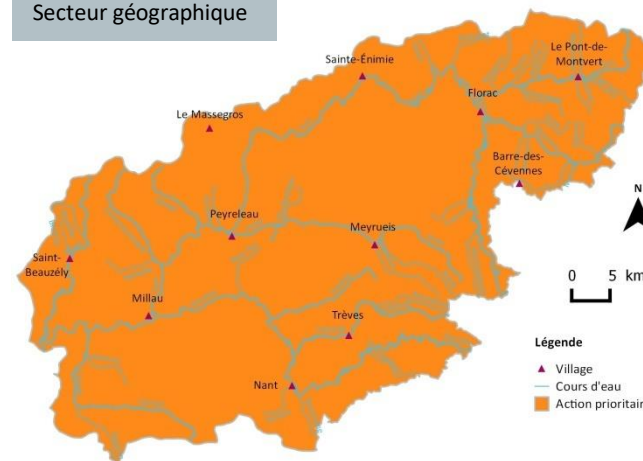 Secteur géographique
Sainte-Énimie
Le Pont-de-
Montvert
Florac
Le Massegros
Barre-des-
Cévennes
N
Peyreleau
Meyrueis
Saint-
Beauzély
0 5 km
Millau
Trèves
Légende
Village
Nant
Cours d'eau
Action prioritair